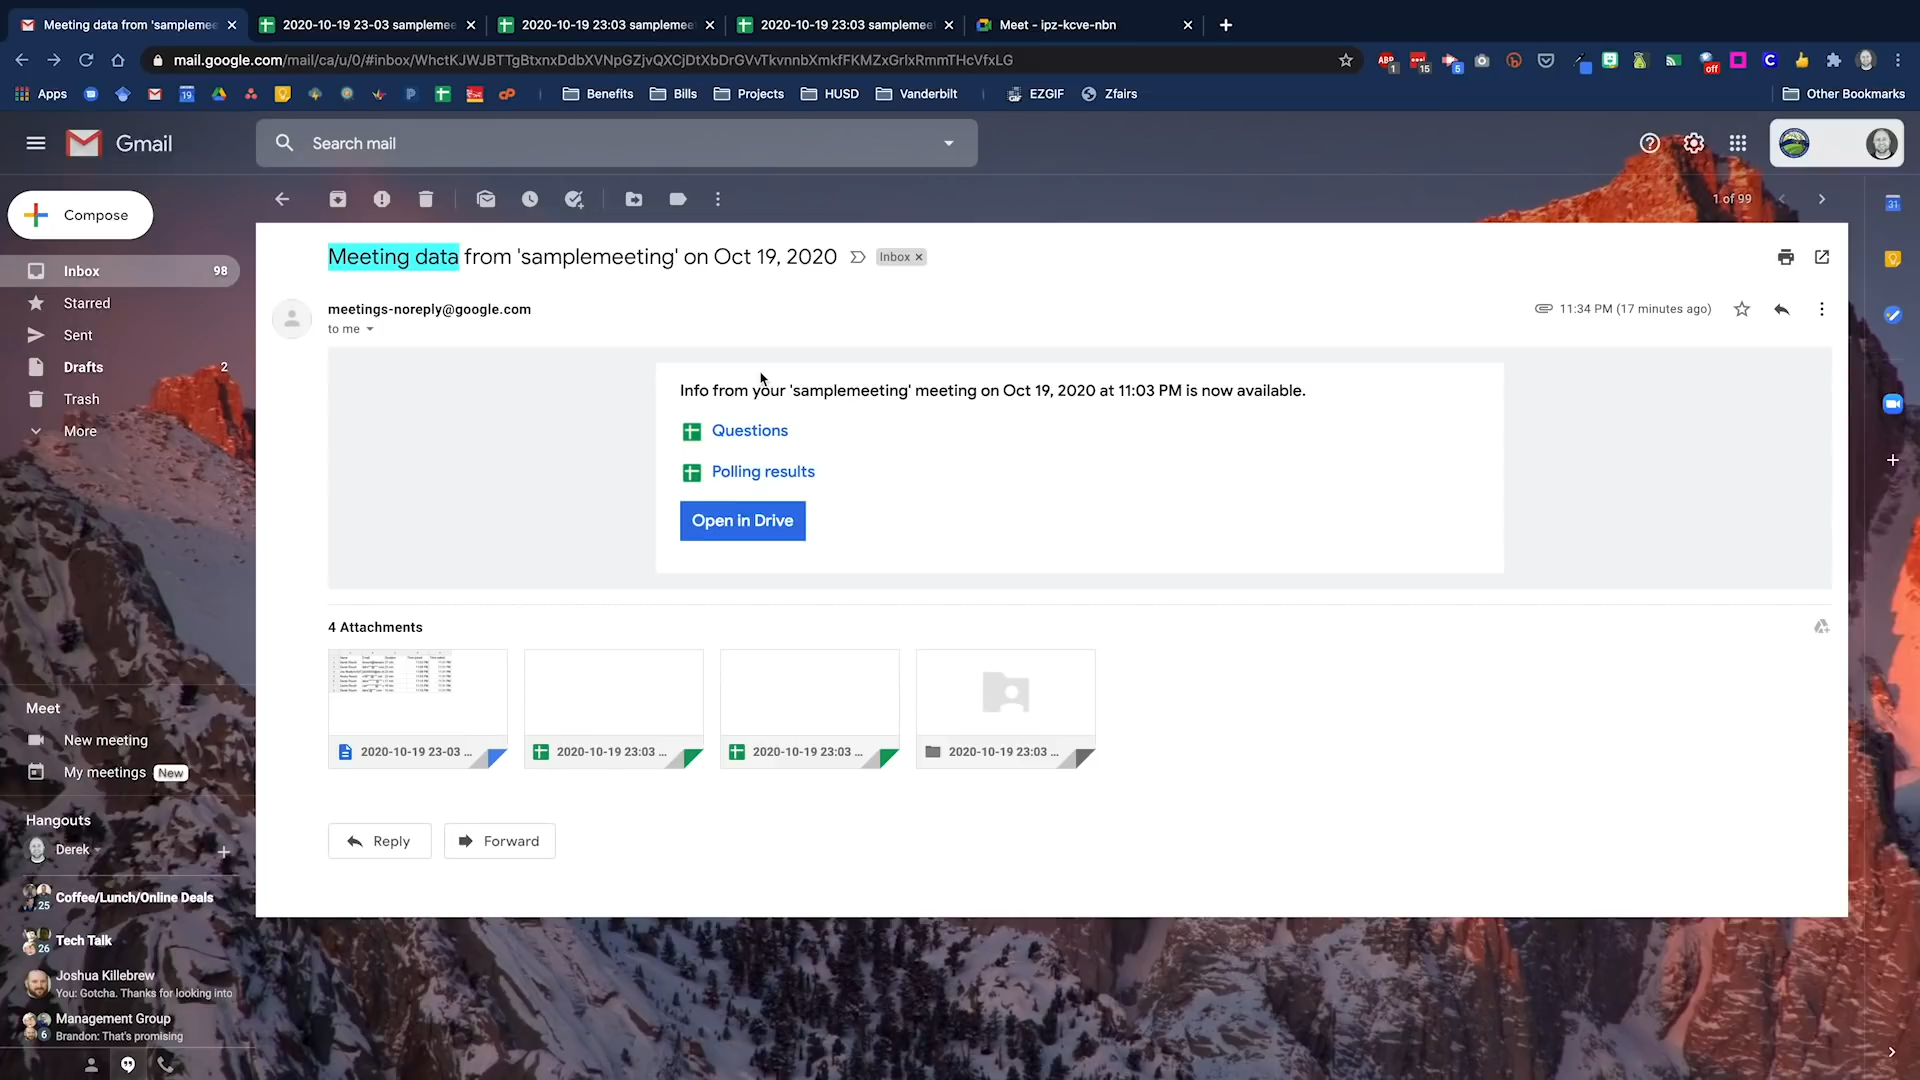 Meeting data from 'sampleme
2020-10-19 23-03 sampleme
2020-10-19 23:03 sampleme
2020-10-19 23:03 sampleme
Meet - ipz-kcve-nbn
mail.google.com/mail/ca/u/0/#inbox/WhctKJWJBTTgBtxnxDdbXVNpGZjvQXCjDtXbDrGVvTkvnnbXmkfFKMZxGrlxRmmTHcVfxLG
Apps
Benefits
Bills
Projects
HUSD
Vanderbilt
EZGIF
Zfairs
Other Bookmarks
Gmail
Search mail
Compose
1 of 99
Inbox 98
Starred
Sent
Drafts 2
Trash
More
Meeting data from 'samplemeeting' on Oct 19, 2020
Inbox
meetings-noreply@google.com
to me
11:34 PM (17 minutes ago)
Info from your 'samplemeeting' meeting on Oct 19, 2020 at 11:03 PM is now available.
Questions
Polling results
Open in Drive
4 Attachments
2020-10-19 23-03 ...
2020-10-19 23:03 ...
2020-10-19 23:03 ...
2020-10-19 23:03 ...
Reply
Forward
Meet
New meeting
My meetings New
Hangouts
Derek
25 Coffee/Lunch/Online Deals
26 Tech Talk
Joshua Killebrew
You: Gotcha. Thanks for looking into
6 Management Group
Brandon: That's promising